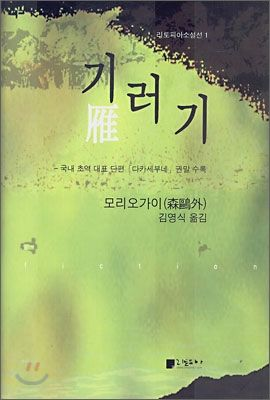 리토피아소설선 1
기러기
雁
- 국내 초역 대표 단편 「다카세부네」 권말 수록
모리오가이(森鷗外)
김영식 옮김
fiction
리토피아
YES24.COM